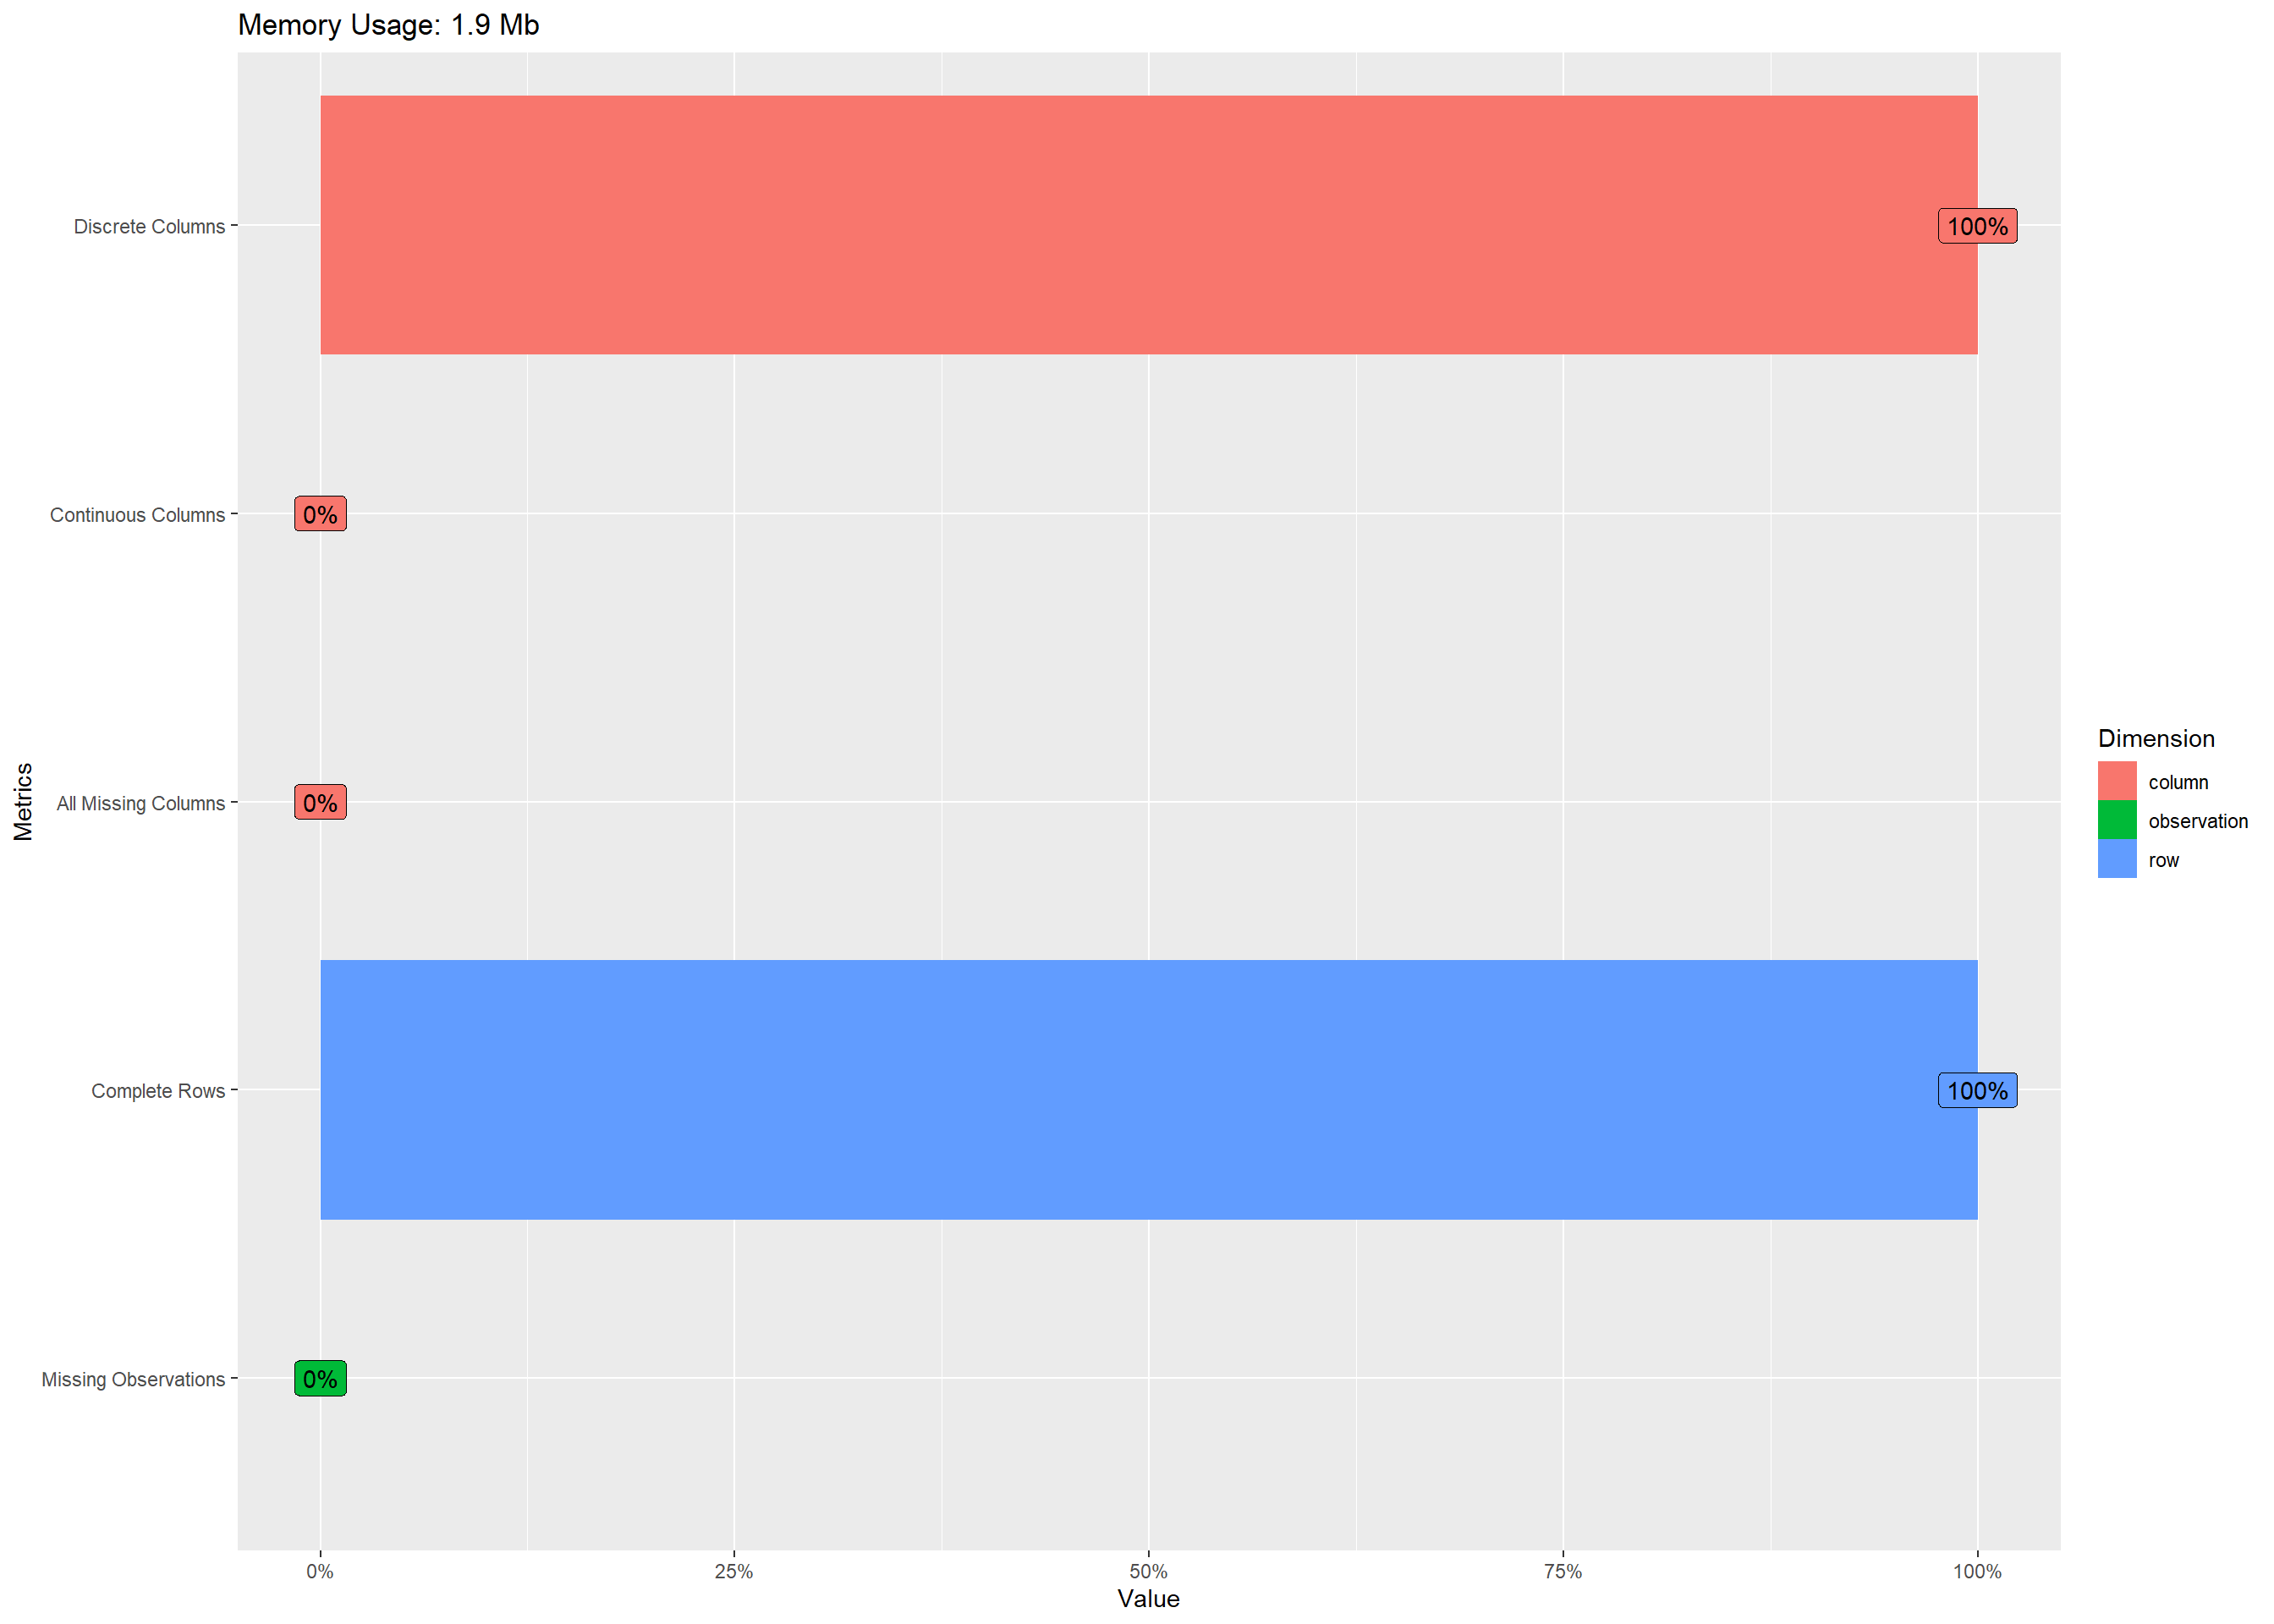 Memory Usage: 1.9 Mb
Metrics
Discrete Columns
100%
Continuous Columns
0%
All Missing Columns
0%
Complete Rows
100%
Missing Observations
0%
0%
25%
50%
75%
100%
Value
Dimension
column
observation
row